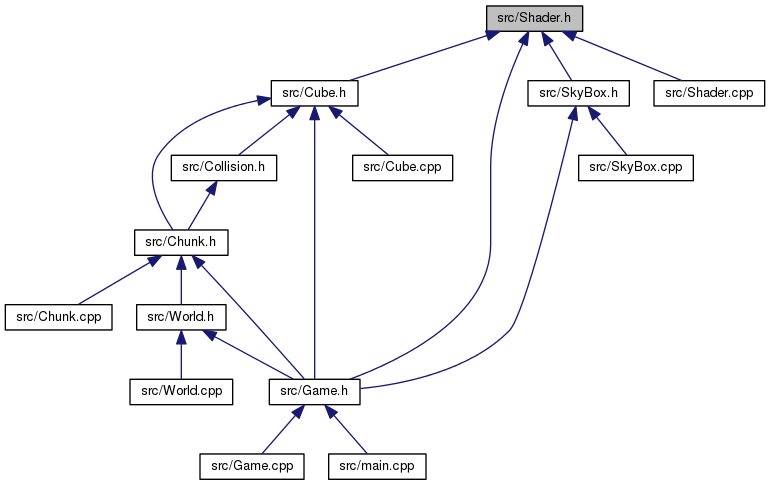 src/Shader.h
src/Cube.h
src/SkyBox.h
src/Shader.cpp
src/Collision.h
src/Cube.cpp
src/SkyBox.cpp
src/Chunk.h
src/Chunk.cpp
src/World.h
src/World.cpp
src/Game.h
src/Game.cpp
src/main.cpp